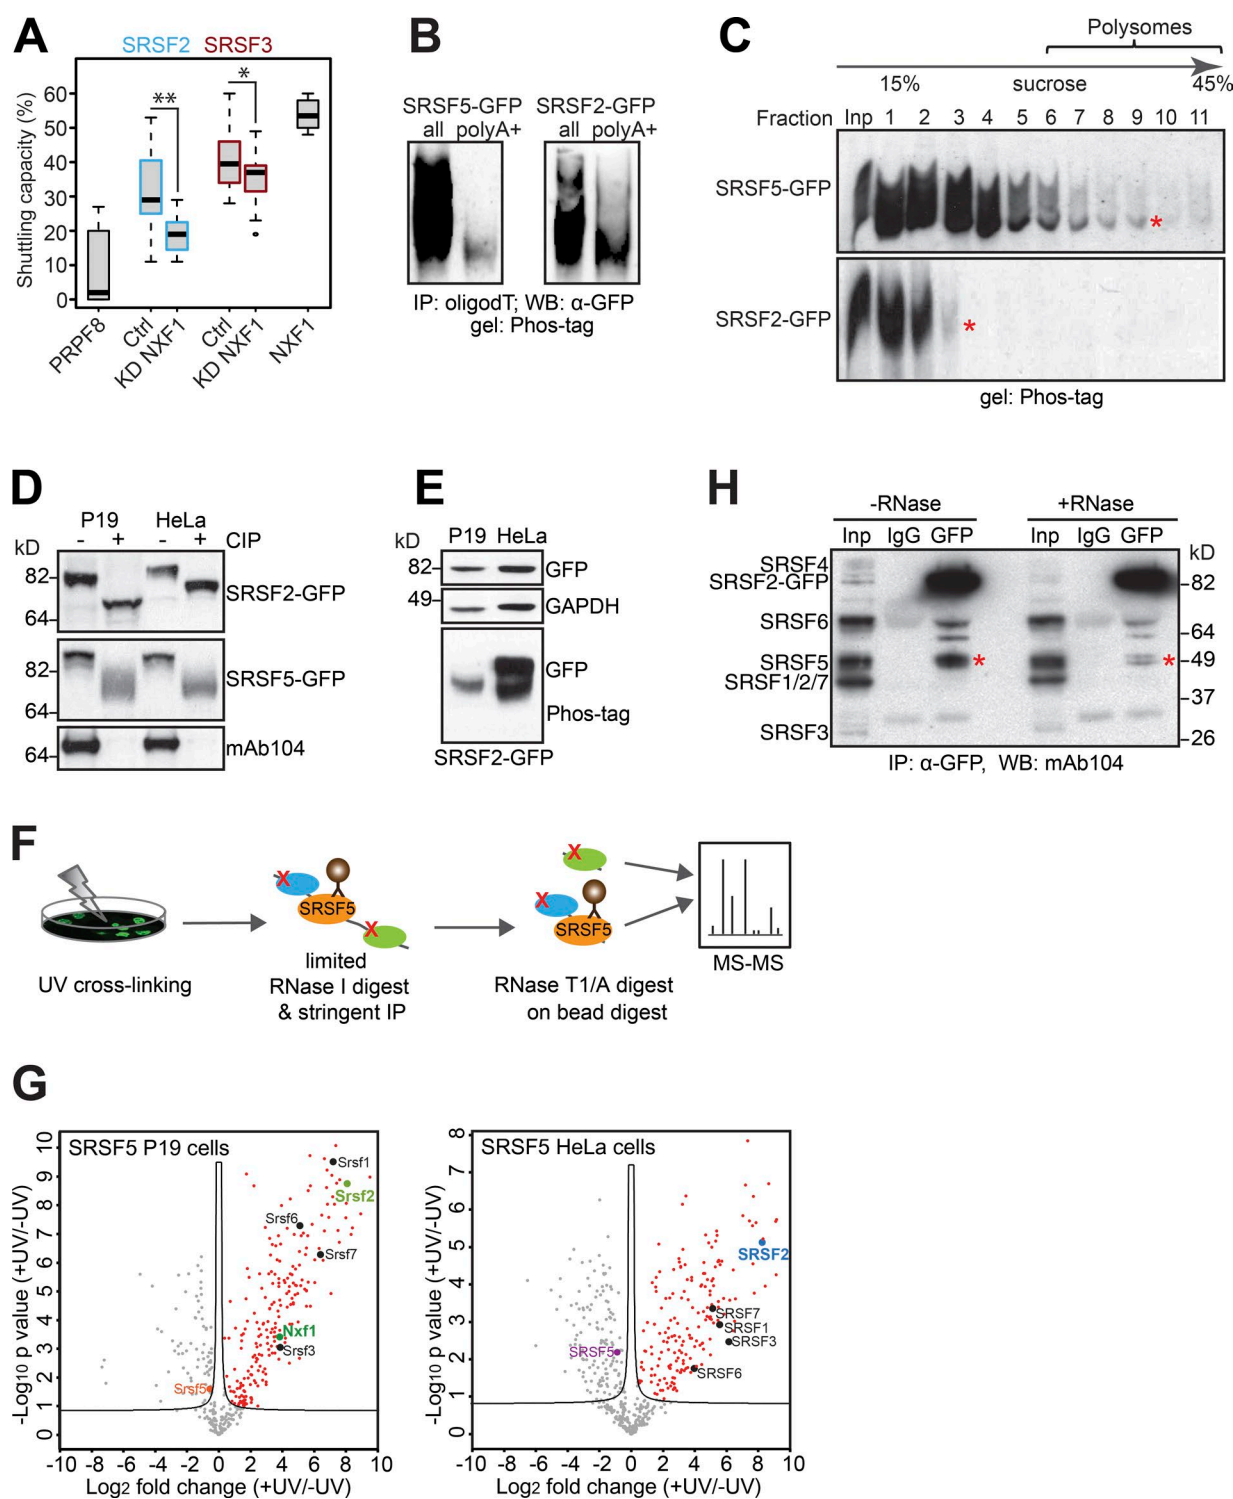 A
SRSF2 SRSF3
Shuttling capacity (%)
60
50
40
30
20
10
0
** *
PRPF8
Ctrl
KD NXF1
Ctrl
KD NXF1
NXF1
B
SRSF5-GFP SRSF2-GFP
all polyA+ all polyA+
IP: oligodT; WB: α-GFP
gel: Phos-tag
C
Polysomes
15% sucrose 45%
Fraction Inp 1 2 3 4 5 6 7 8 9 10 11
SRSF5-GFP *
SRSF2-GFP *
gel: Phos-tag
D
P19 HeLa
kD - + - + CIP
82
SRSF2-GFP
64
82
SRSF5-GFP
64
64 mAb104
E
kD P19 HeLa
82 GFP
49 GAPDH
GFP
Phos-tag
SRSF2-GFP
H
-RNase +RNase
Inp IgG GFP Inp IgG GFP kD
SRSF4
SRSF2-GFP 82
SRSF6
64
SRSF5 * * 49
SRSF1/2/7
37
SRSF3
26
IP: α-GFP, WB: mAb104
F
X X
SRSF5
X
X
SRSF5
UV cross-linking
limited
RNase I digest
& stringent IP
RNase T1/A digest
on bead digest
MS-MS
G
SRSF5 P19 cells
-Log10 p value (+UV/-UV)
10
9
8
7
6
5
4
3
2
1
0
Srsf1
Srsf2
Srsf6
Srsf7
Nxf1
Srsf3
Srsf5
-10 -8 -6 -4 -2 0 2 4 6 8 10
Log2 fold change (+UV/-UV)
SRSF5 HeLa cells
-Log10 p value (+UV/-UV)
8
7
6
5
4
3
2
1
0
SRSF2
SRSF7
SRSF1
SRSF3
SRSF5
SRSF6
-10 -8 -6 -4 -2 0 2 4 6 8 10
Log2 fold change (+UV/-UV)